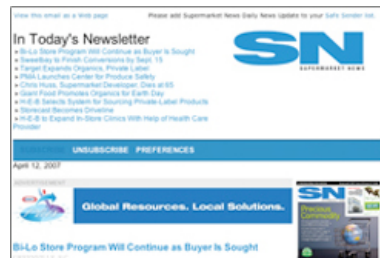 View this email as a Web page
Please add Supermarket News Daily News Update to your Safe Sender list.
In Today's Newsletter
Bi-Lo Store Program Will Continue as Buyer Is Sought
Sweetbay to Finish Conversions by Sept. 15
Target Expands Organics, Private Label
PMA Launches Center for Produce Safety
Chris Huss, Supermarket Developer, Dies at 65
Giant Food Promotes Organics for Earth Day
H-E-B Selects System for Sourcing Private-Label Products
Storecast Becomes Driveline
H-E-B to Expand In-Store Clinics With Help of Health Care
Provider
SN
SUPERMARKET NEWS
SUBSCRIBE UNSUBSCRIBE PREFERENCES
April 12, 2007
ADVERTISEMENT
Global Resources. Local Solutions.
SN
Precious
Commodity
Bi-Lo Store Program Will Continue as Buyer Is Sought